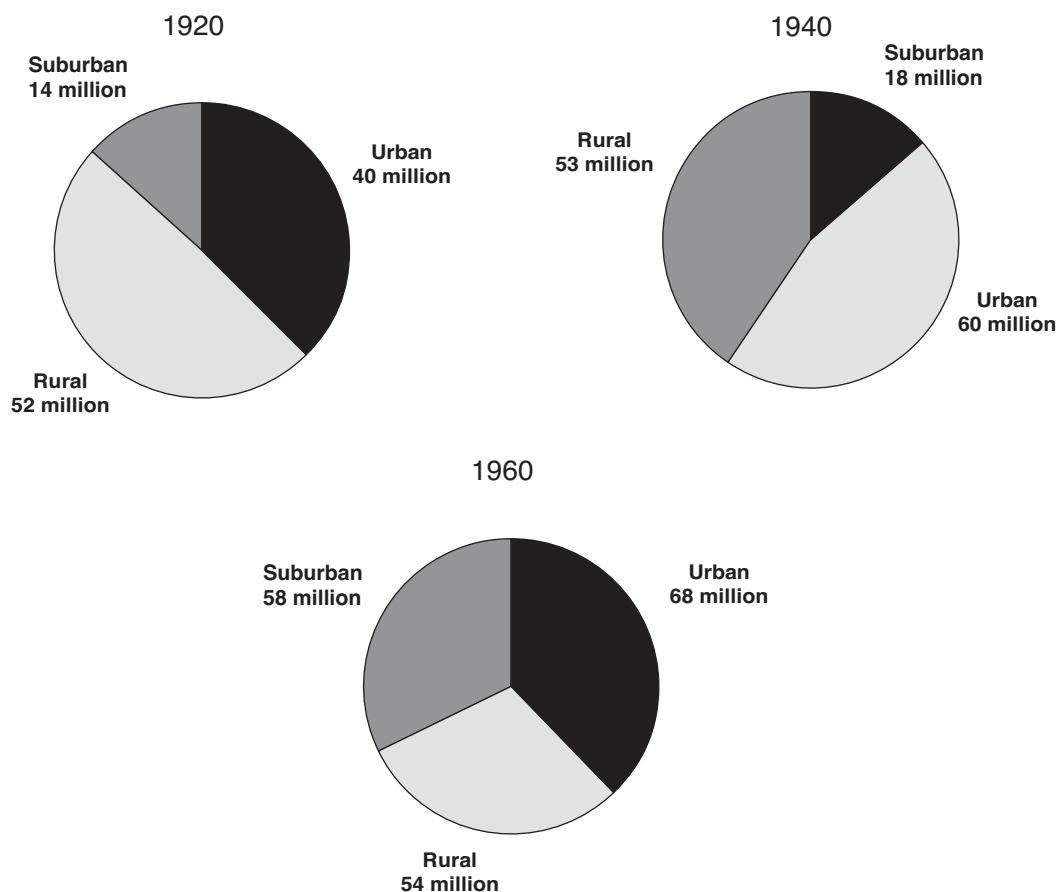 1920
Suburban
14 million
Urban
40 million
Rural
52 million
1940
Suburban
18 million
Rural
53 million
Urban
60 million
1960
Suburban
58 million
Urban
68 million
Rural
54 million